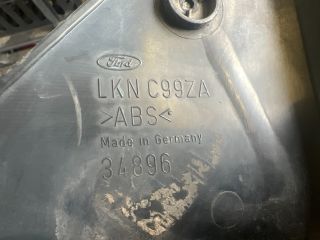 Ford
LKN C99ZA
>ABS<
Made in Germany
34896